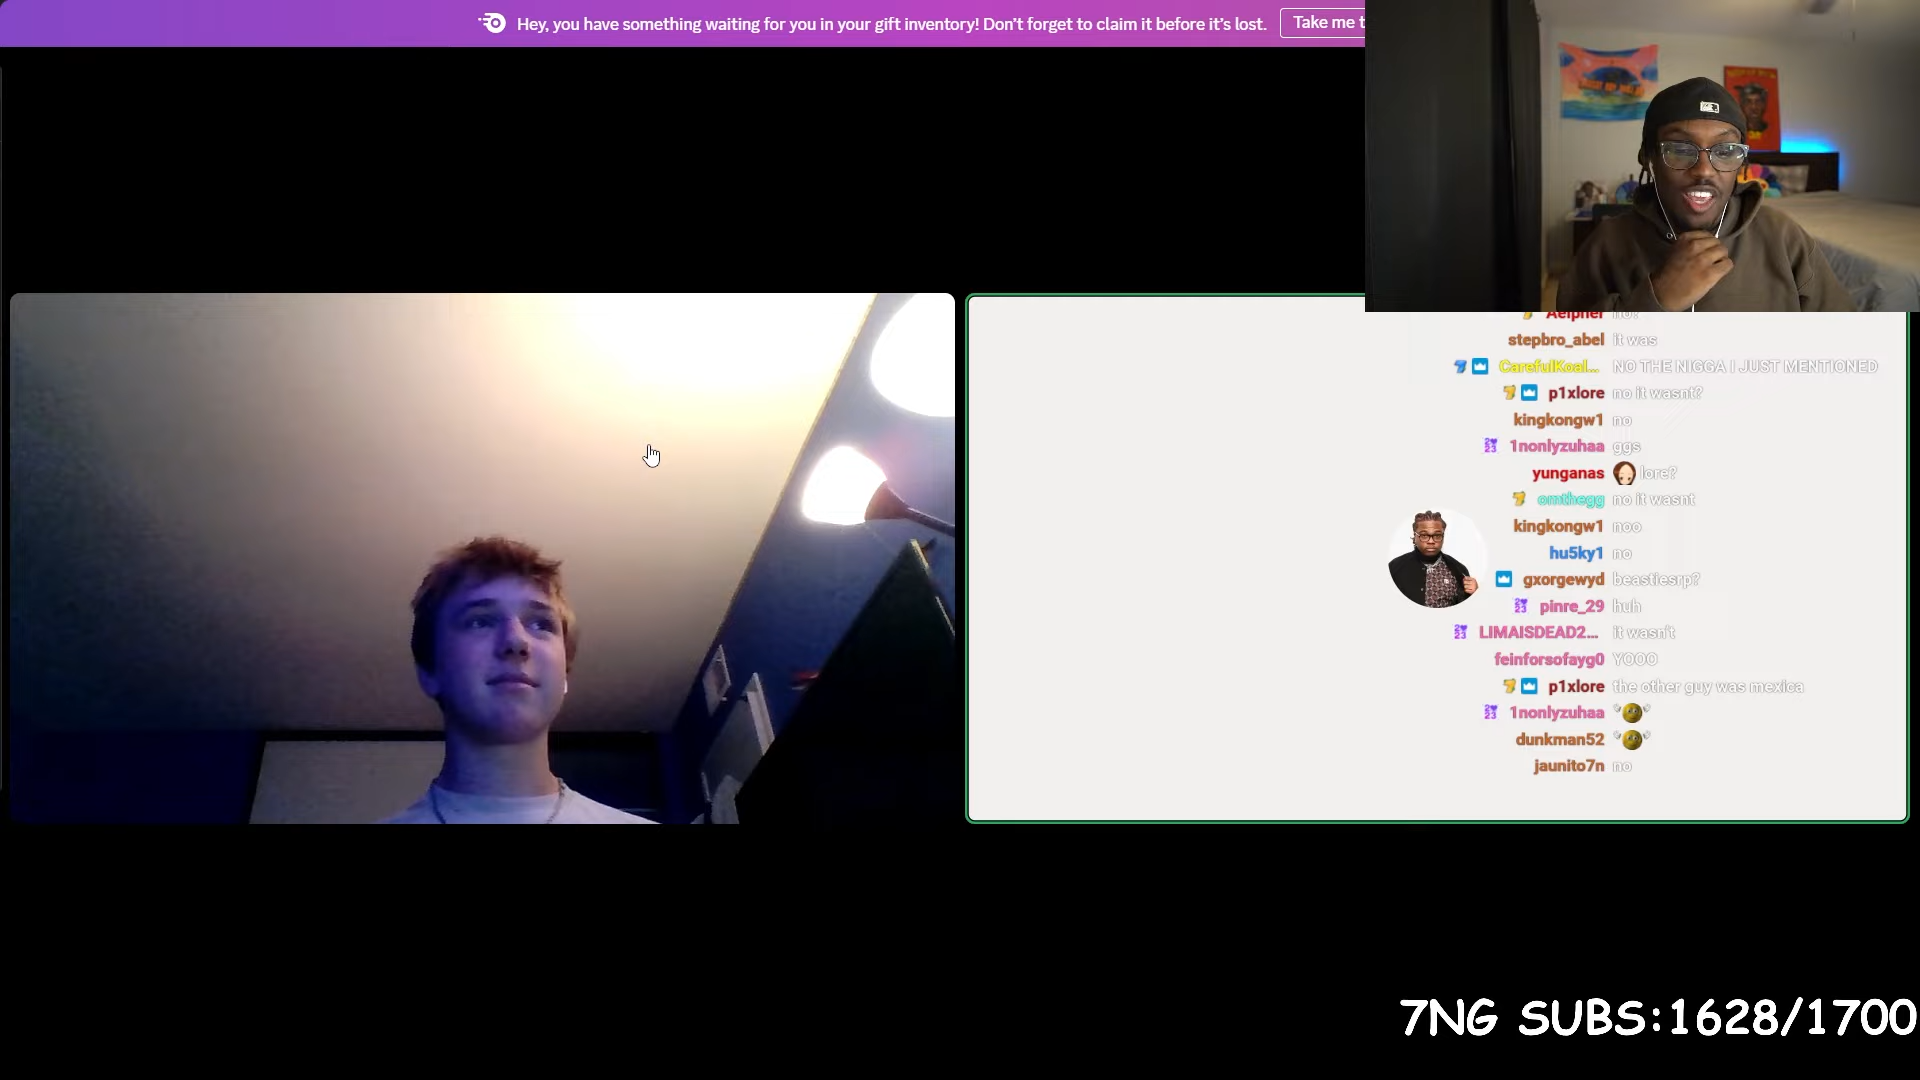 Hey, you have something waiting for you in your gift inventory! Don't forget to claim it before it's lost.
Take me t
Aelpher no?
stepbro_abel it was
CarefulKoal... NO THE NIGGA I JUST MENTIONED
p1xlore no it wasnt?
kingkongw1 no
1nonlyzuhaa ggs
yunganas lore?
omthegg no it wasnt
kingkongw1 noo
hu5ky1 no
gxorgewyd beastiesrp?
pinre_29 huh
LIMAISDEAD2... it wasn't
feinforsofayg0 YOOO
p1xlore the other guy was mexica
1nonlyzuhaa
dunkman52
jaunito7n no
7NG SUBS:1628/1700